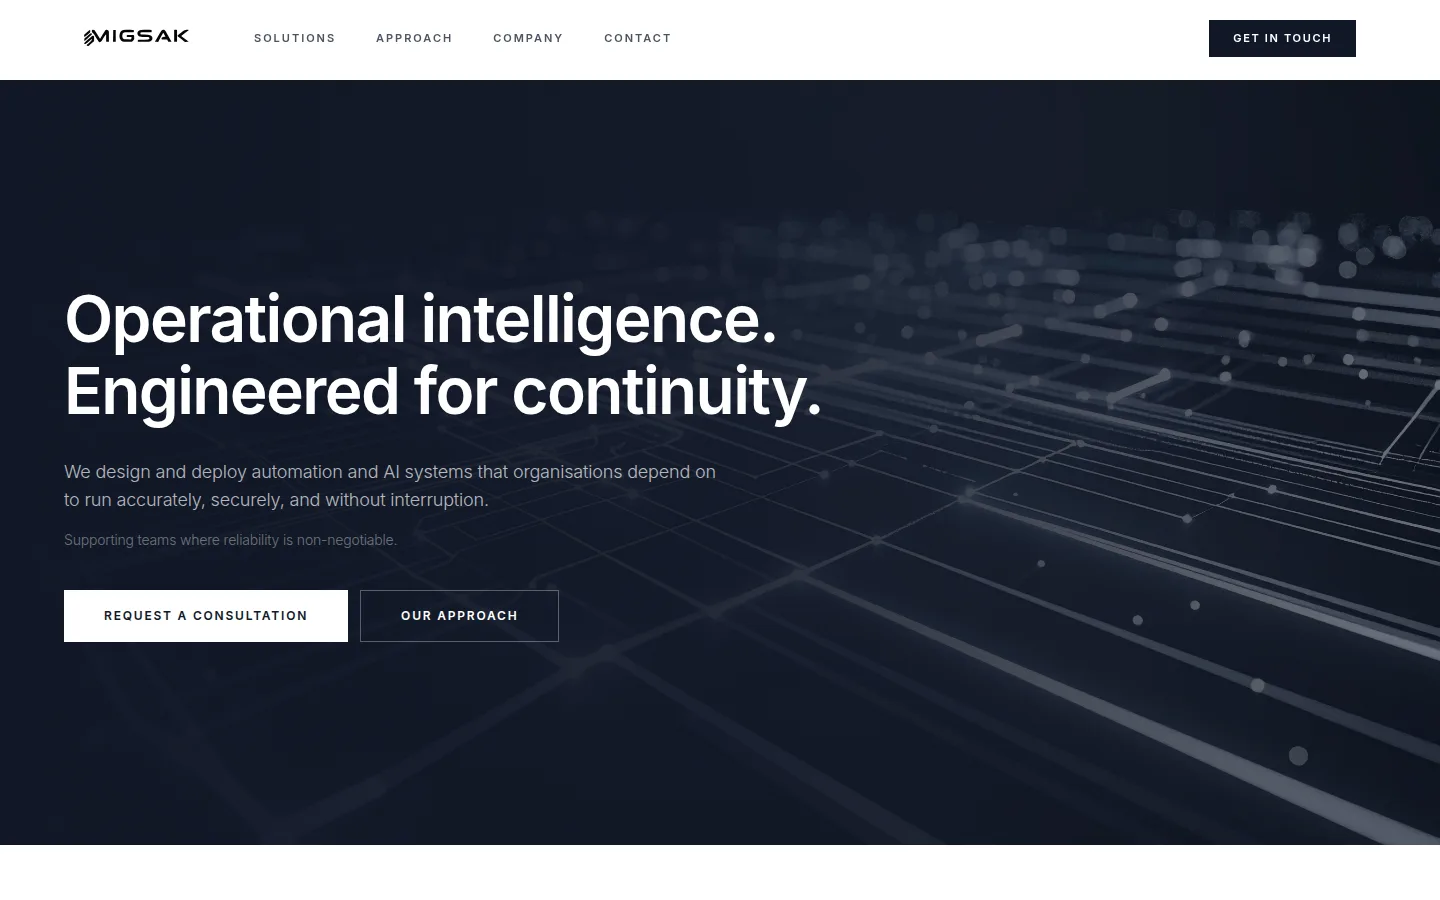 MIGSAK
SOLUTIONS
APPROACH
COMPANY
CONTACT
GET IN TOUCH
Operational intelligence.
Engineered for continuity.
We design and deploy automation and AI systems that organisations depend on
to run accurately, securely, and without interruption.
Supporting teams where reliability is non-negotiable.
REQUEST A CONSULTATION
OUR APPROACH